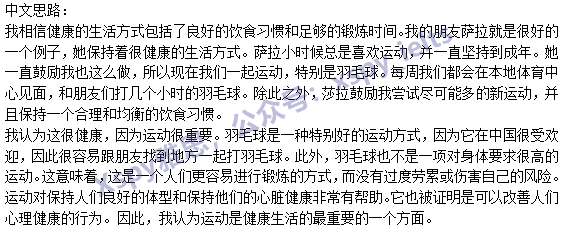 中文思路：
我相信健康的生活方式包括了良好的饮食习惯和足够的锻炼时间。我的朋友萨拉就是很好的
一个例子，她保持着很健康的生活方式。萨拉小时候总是喜欢运动，并一直坚持到成年。她
一直鼓励我也这么做，所以现在我们一起运动，特别是羽毛球。每周我们都会在本地体育中
心见面，和朋友们打几个小时的羽毛球。除此之外，莎拉鼓励我尝试尽可能多的新运动，并
且保持一个合理和均衡的饮食习惯。
我认为这很健康，因为运动很重要。羽毛球是一种特别好的运动方式，因为它在中国很受欢
迎，因此很容易跟朋友找到地方一起打羽毛球。此外，羽毛球也不是一项对身体要求很高的
运动。这意味着，这是一个人们更容易进行锻炼的方式，而没有过度劳累或伤害自己的风险。
运动对保持人们良好的体型和保持他们的心脏健康非常有帮助。它也被证明是可以改善人们
心理健康的行为。因此，我认为运动是健康生活的最重要的一个方面。